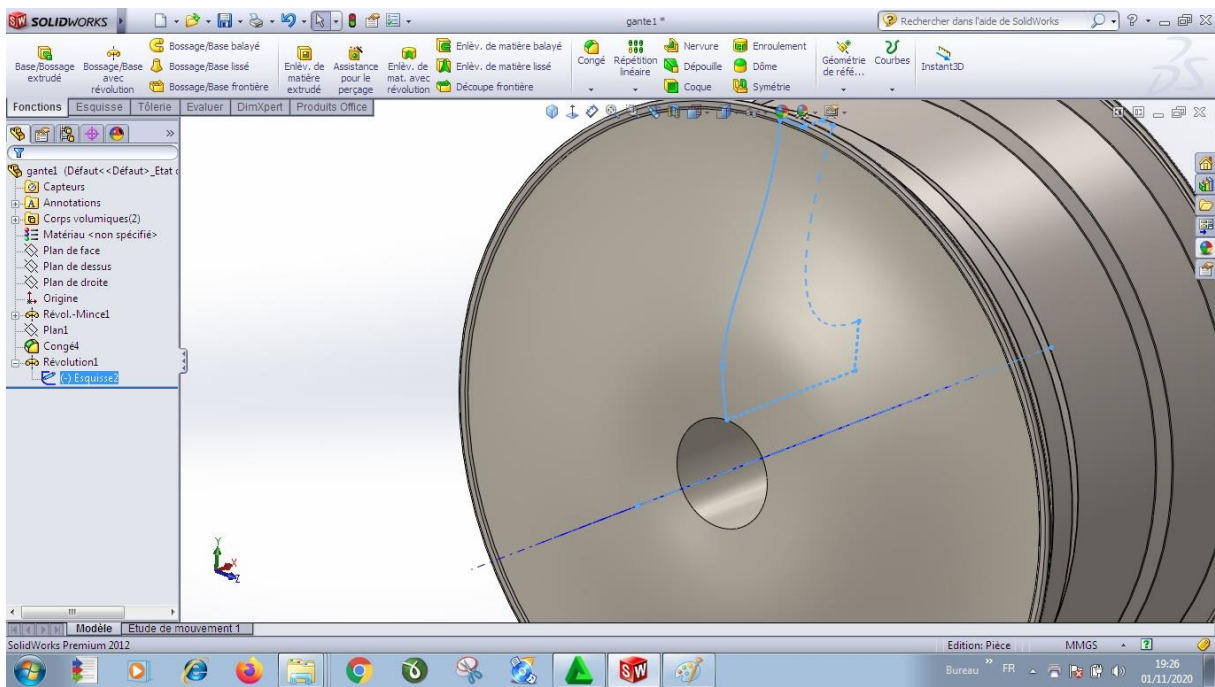 SOLIDWORKS
gante1 *
Rechercher dans l'aide de SolidWorks
Base/Bossage extrudé
Bossage/Base avec révolution
Bossage/Base balayé
Bossage/Base lissé
Bossage/Base frontière
Enlèv. de matière extrudé
Assistance pour le perçage
Enlèv. de mat. avec révolution
Enlèv. de matière balayé
Enlèv. de matière lissé
Découpe frontière
Congé
Répétition linéaire
Nervure
Dépouille
Coque
Enroulement
Dôme
Symétrie
Géométrie de réfé...
Courbes
Instant3D
Fonctions Esquisse Tôlerie Evaluer DimXpert Produits Office
gante1 (Défaut<<Défaut>_Etat
Capteurs
Annotations
Corps volumiques(2)
Matériau <non spécifié>
Plan de face
Plan de dessus
Plan de droite
Origine
Révol.-Mince1
Plan1
Congé4
Révolution1
(-) Esquisse2
Y
X
Z
Modèle Etude de mouvement 1
SolidWorks Premium 2012
Edition: Pièce
MMGS
Bureau
FR
19:26
01/11/2020